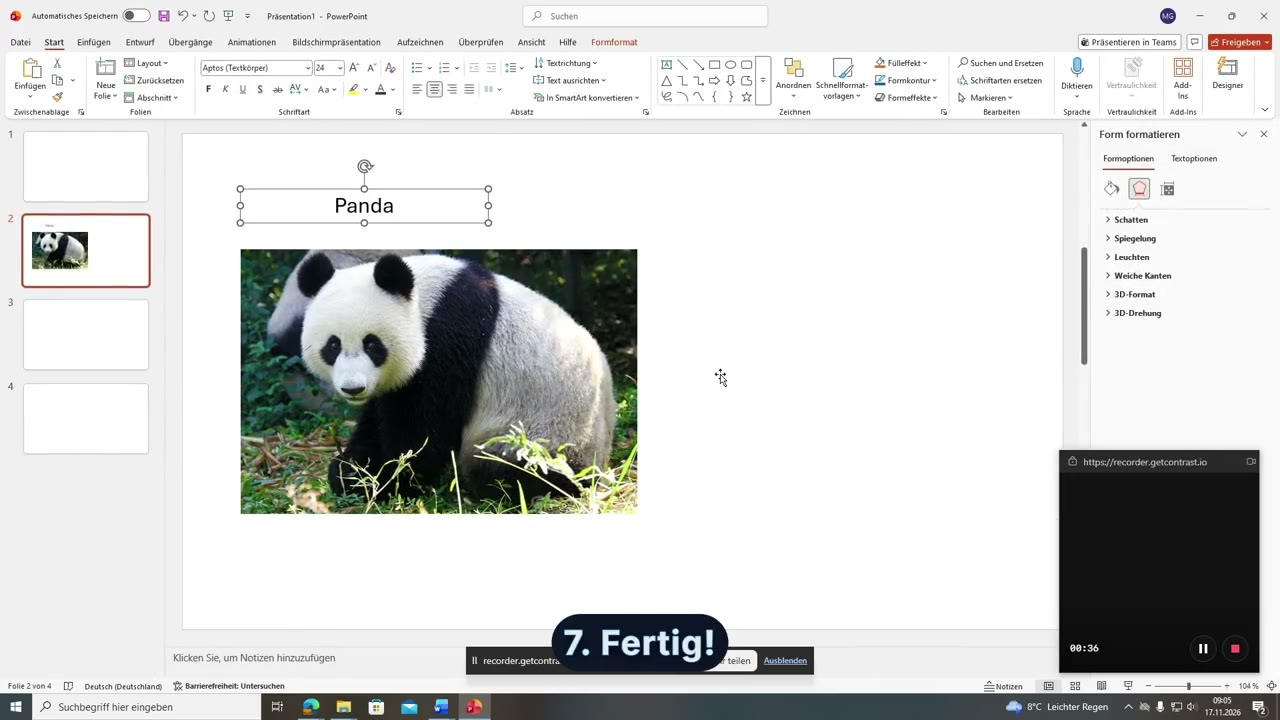 Automatisches Speichern
Präsentation1 - PowerPoint
Suchen
MG
Datei
Start
Einfügen
Entwurf
Übergänge
Animationen
Bildschirmpräsentation
Aufzeichnen
Überprüfen
Ansicht
Hilfe
Formformat
Präsentieren in Teams
Freigeben
Einfügen
Zwischenablage
Neue Folie
Layout
Zurücksetzen
Abschnitt
Folien
Aptos (Textkörper)
24
F K U S ab AV Aa A
Schriftart
Textrichtung
Text ausrichten
In SmartArt konvertieren
Absatz
Anordnen
Schnellformat-
vorlagen
Fülleffekt
Formkontur
Formeffekte
Zeichnen
Suchen und Ersetzen
Schriftarten ersetzen
Markieren
Bearbeiten
Diktieren
Sprache
Vertraulichkeit
Vertraulichkeit
Add-
Ins
Add-Ins
Designer
1
2
3
4
Panda
Form formatieren
Formoptionen
Textoptionen
Schatten
Spiegelung
Leuchten
Weiche Kanten
3D-Format
3D-Drehung
https://recorder.getcontrast.io
00:36
7. Fertig!
recorder.getcontra
teilen
Ausblenden
Klicken Sie, um Notizen hinzuzufügen
Folie 2 von 4
Deutsch (Deutschland)
Barrierefreiheit: Untersuchen
Notizen
104 %
Suchbegriff hier eingeben
8°C Leichter Regen
09:05
17.11.2026